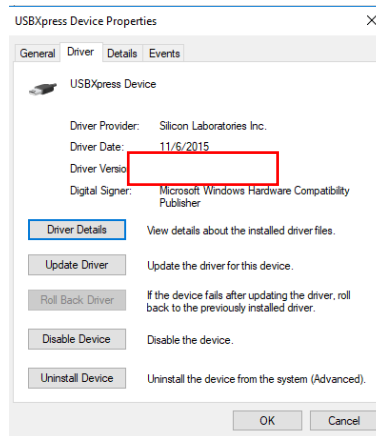 USBXpress Device Properties
General Driver Details Events
USBXpress Device
Driver Provider: Silicon Laboratories Inc.
Driver Date: 11/6/2015
Driver Versio
Digital Signer: Microsoft Windows Hardware Compatibility
Publisher
Driver Details View details about the installed driver files.
Update Driver Update the driver for this device.
Roll Back Driver If the device fails after updating the driver, roll
back to the previously installed driver.
Disable Device Disable the device.
Uninstall Device Uninstall the device from the system (Advanced).
OK Cancel